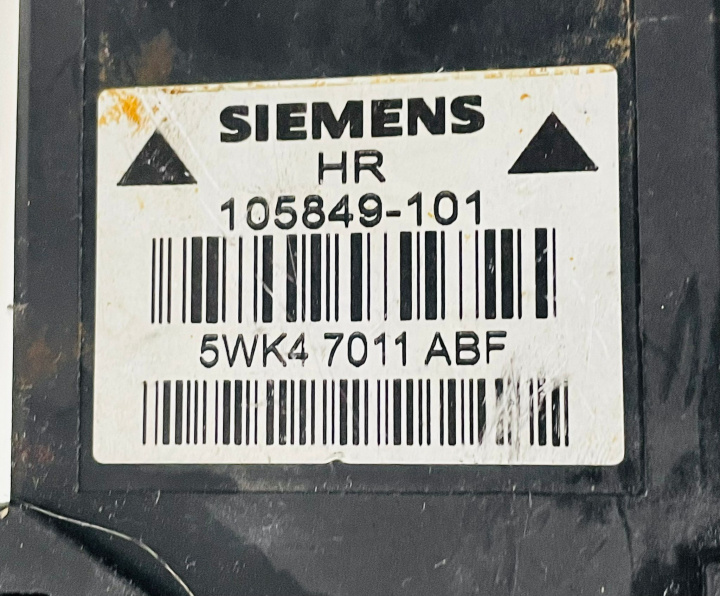 SIEMENS
HR
105849-101
5WK4 7011 ABF